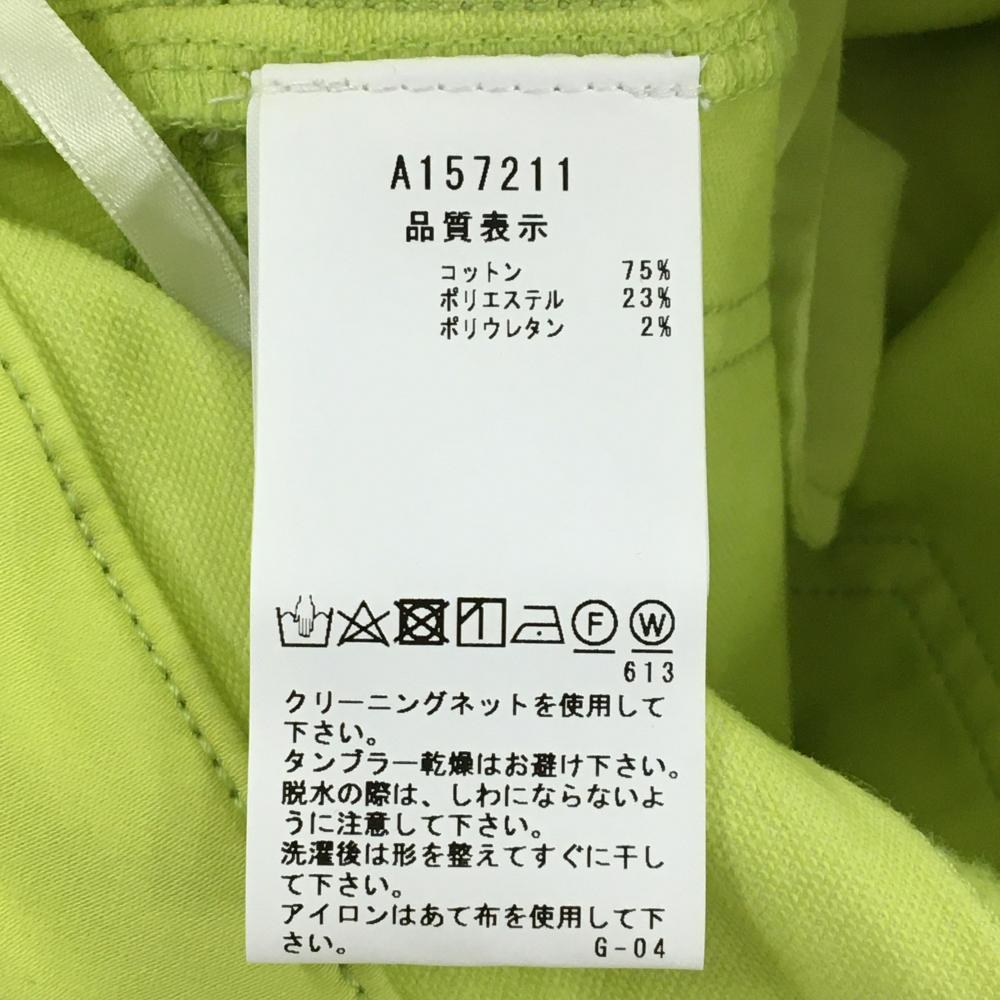 A157211
品質表示
コットン 75%
ポリエステル 23%
ポリウレタン 2%
F W
613
クリーニングネットを使用して
下さい。
タンブラー乾燥はお避け下さい。
脱水の際は、しわにならないよ
うに注意して下さい。
洗濯後は形を整えてすぐに干し
て下さい。
アイロンはあて布を使用して下
さい。 G-04